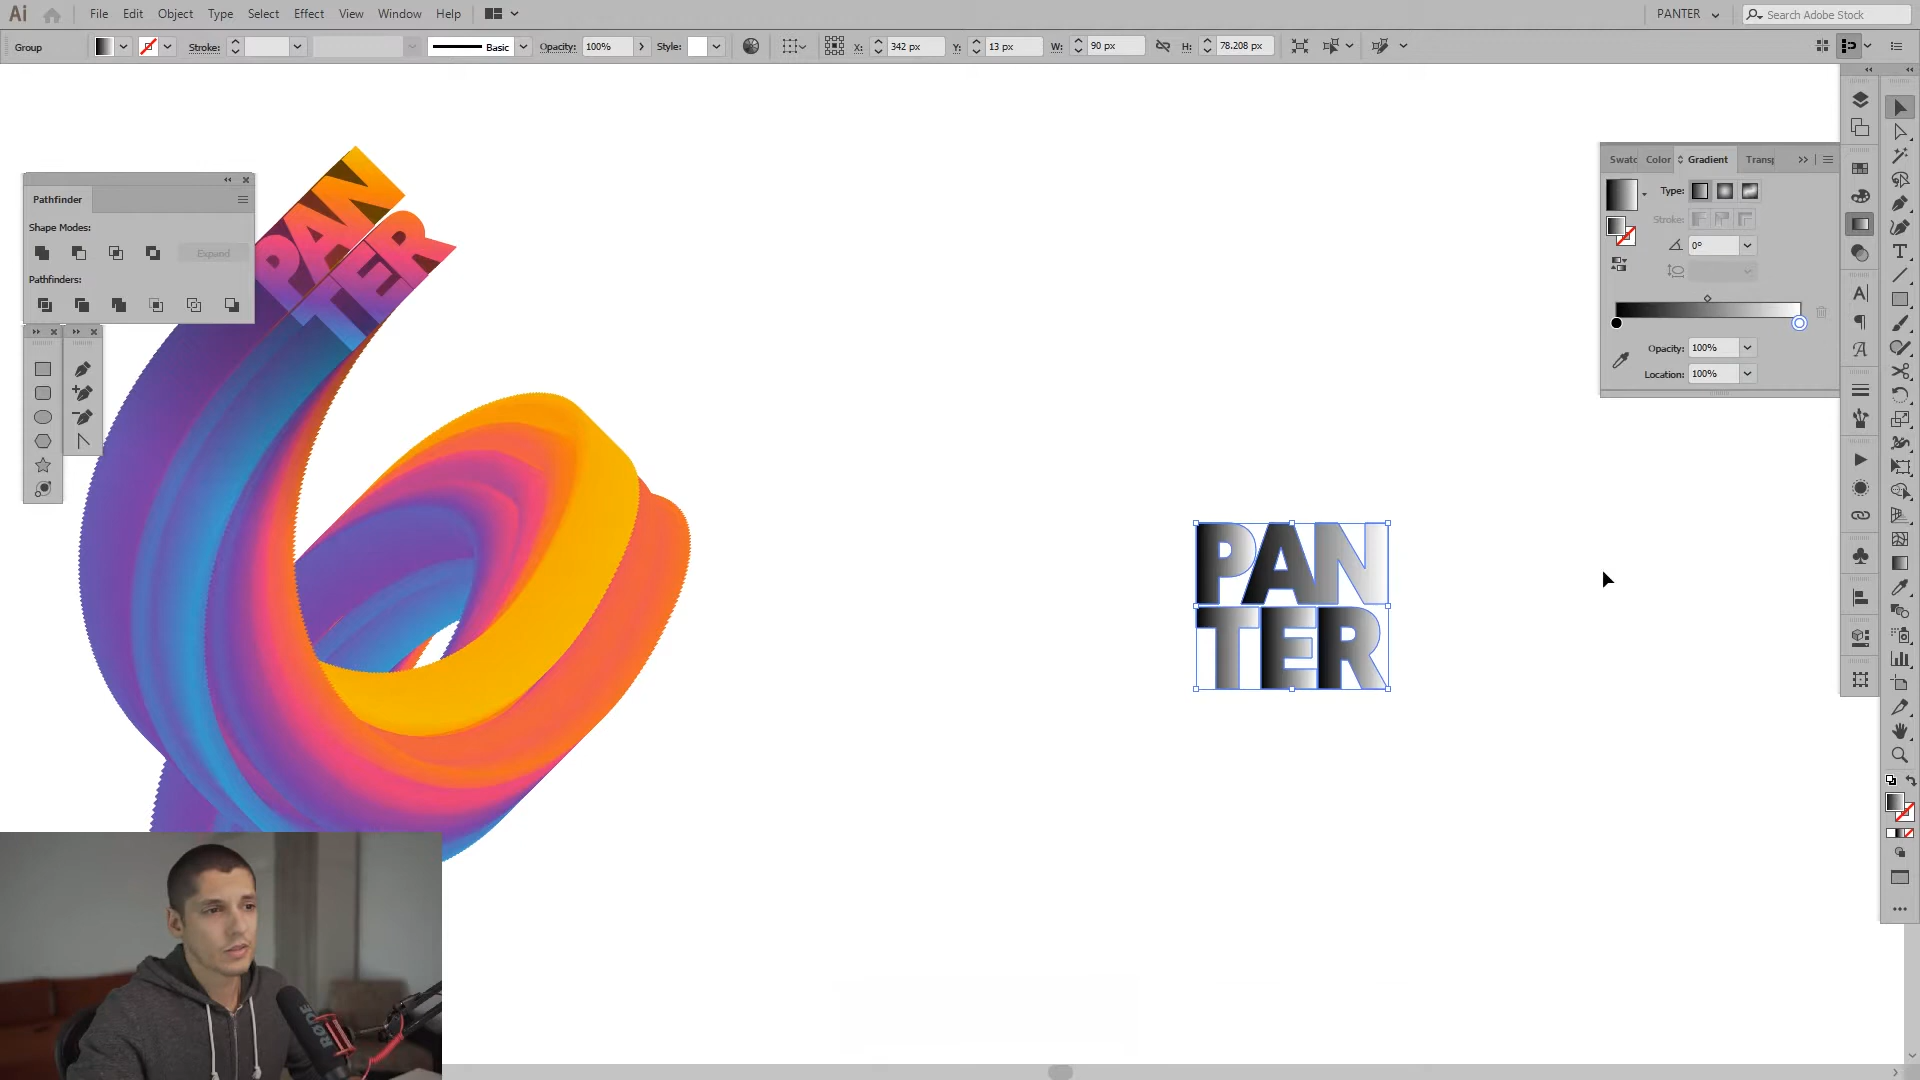 Ai File Edit Object Type Select Effect View Window Help PANTER Search Adobe Stock
Group Stroke: Basic Opacity: 100% Style: X: 342 px Y: 13 px W: 90 px H: 78.208 px
Swatc Color Gradient Transp
Type:
Stroke:
0°
Opacity: 100%
Location: 100%
Pathfinder
Shape Modes:
Expand
Pathfinders:
PAN
TER
PAN
TER
RØDE